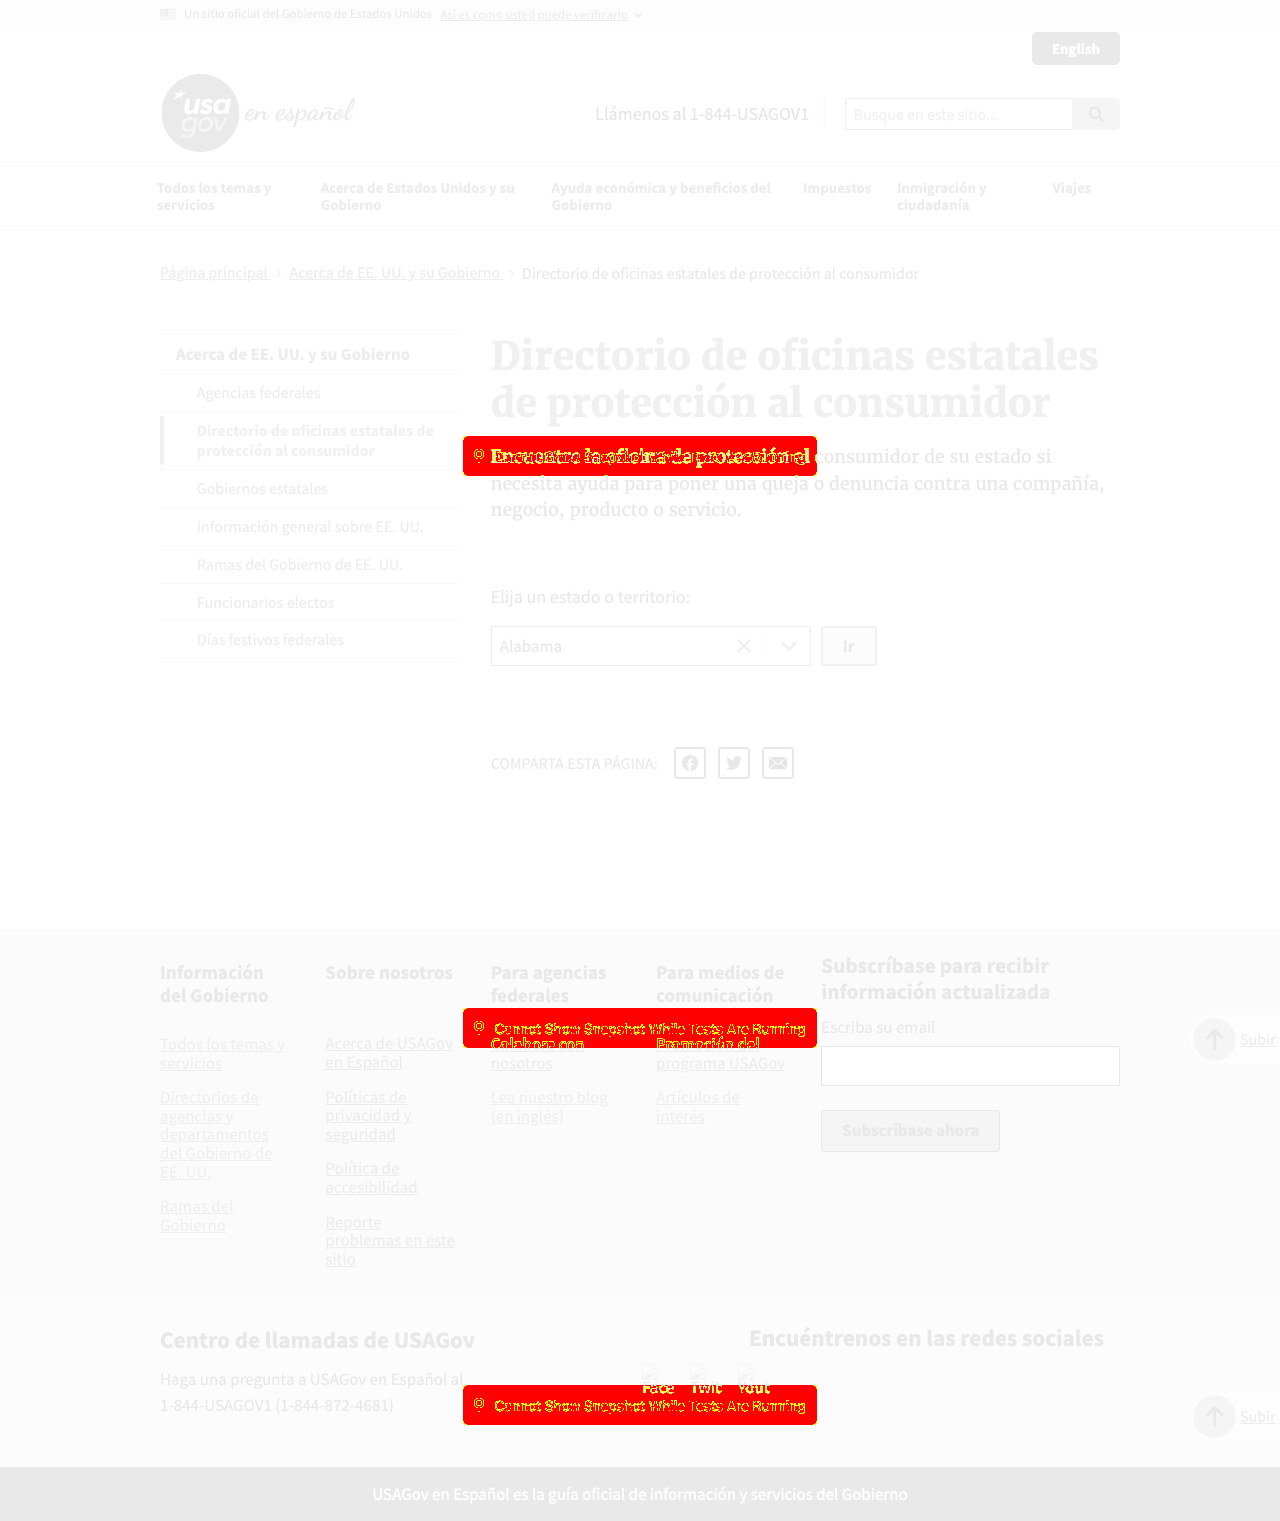 Un sitio oficial del Gobierno de Estados Unidos Así es como usted puede verificarlo
English
usa gov en español
Llámenos al 1-844-USAGOV1
Busque en este sitio...
Todos los temas y servicios
Acerca de Estados Unidos y su Gobierno
Ayuda económica y beneficios del Gobierno
Impuestos
Inmigración y ciudadanía
Viajes
Página principal
Acerca de EE. UU. y su Gobierno
Directorio de oficinas estatales de protección al consumidor
Acerca de EE. UU. y su Gobierno
Agencias federales
Directorio de oficinas estatales de
protección al consumidor
Gobiernos estatales
Información general sobre EE. UU.
Ramas del Gobierno de EE. UU.
Funcionarios electos
Días festivos federales
Directorio de oficinas estatales
de protección al consumidor
Encuentre la oficina de protección al consumidor de su estado si
necesita ayuda para poner una queja o denuncia contra una compañía,
negocio, producto o servicio.
Elija un estado o territorio:
Alabama
Ir
COMPARTA ESTA PÁGINA:
Información
del Gobierno
Todos los temas y
servicios
Directorios de
agencias y
departamentos
del Gobierno de
EE. UU.
Ramas del
Gobierno
Sobre nosotros
Acerca de USAGov
en Español
Políticas de
privacidad y
seguridad
Política de
accesibilidad
Reporte
problemas en este
sitio
Para agencias
federales
Cannot Show Snapshot While Tests Are Running
Colabore con
nosotros
Lea nuestro blog
(en inglés)
Para medios de
comunicación
Promoción del
programa USAGov
Artículos de
interés
Subscríbase para recibir
información actualizada
Escriba su email
Subscríbase ahora
Subir
Centro de llamadas de USAGov
Haga una pregunta a USAGov en Español al
1-844-USAGOV1 (1-844-872-4681)
Encuéntrenos en las redes sociales
Face
Twit
Yout
Cannot Show Snapshot While Tests Are Running
Subir
USAGov en Español es la guía oficial de información y servicios del Gobierno